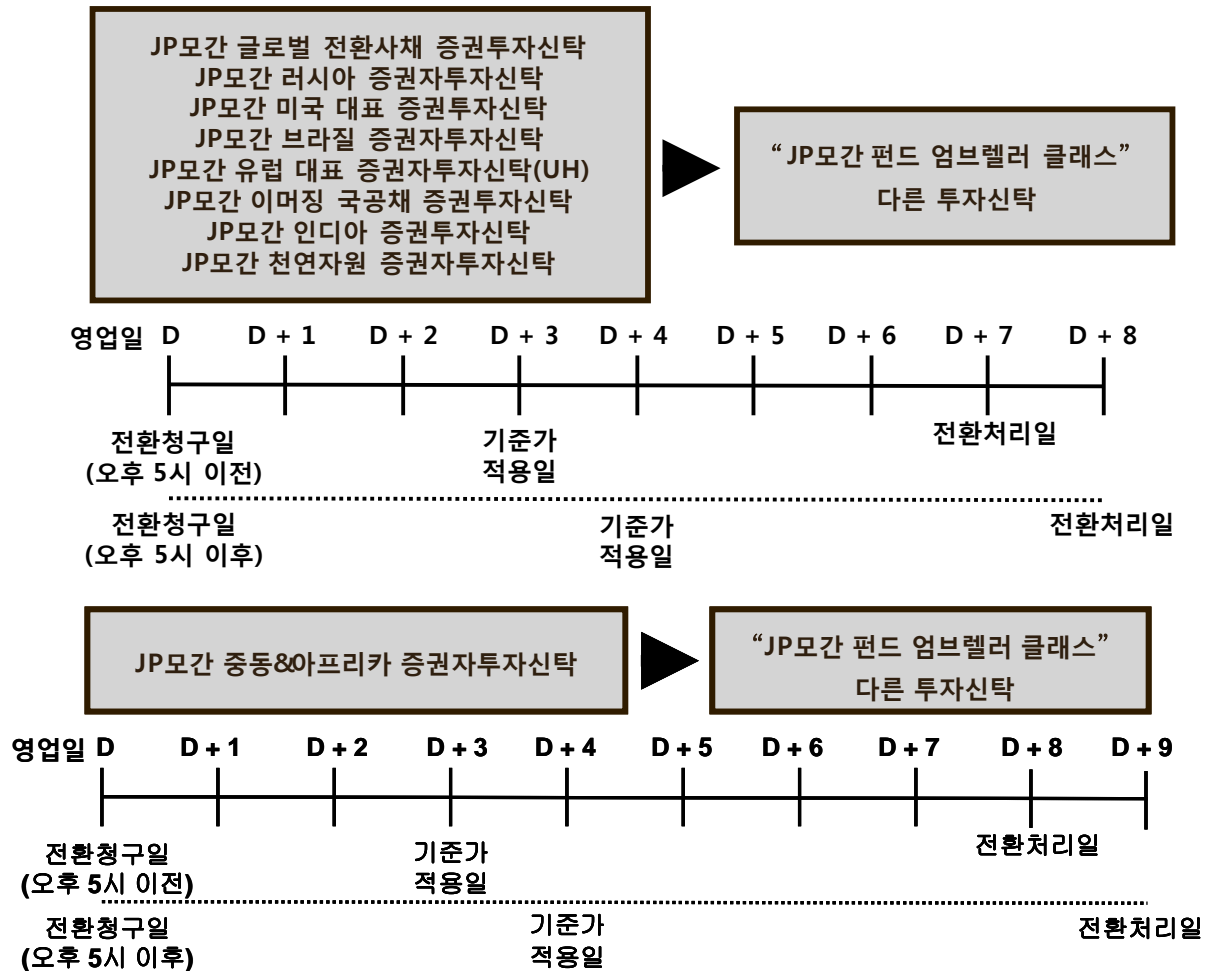 JP모간 글로벌 전환사채 증권투자신탁
JP모간 러시아 증권자투자신탁
JP모간 미국 대표 증권투자신탁
JP모간 브라질 증권자투자신탁
JP모간 유럽 대표 증권자투자신탁(UH)
JP모간 이머징 국공채 증권투자신탁
JP모간 인디아 증권투자신탁
JP모간 천연자원 증권자투자신탁
“JP모간 펀드 엄브렐러 클래스”
다른 투자신탁
영업일 D D + 1 D + 2 D + 3 D + 4 D + 5 D + 6 D + 7 D + 8
전환청구일 기준가 전환처리일
(오후 5시 이전) 적용일
전환청구일 기준가 전환처리일
(오후 5시 이후) 적용일
JP모간 중동&아프리카 증권자투자신탁
“JP모간 펀드 엄브렐러 클래스”
다른 투자신탁
영업일 D D + 1 D + 2 D + 3 D + 4 D + 5 D + 6 D + 7 D + 8 D + 9
전환청구일 기준가 전환처리일
(오후 5시 이전) 적용일
전환청구일 기준가 전환처리일
(오후 5시 이후) 적용일